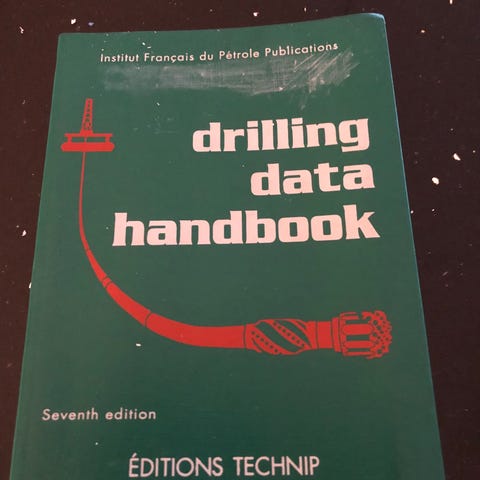 Institut Français du Pétrole Publications
drilling
data
handbook
Seventh edition
ÉDITIONS TECHNIP